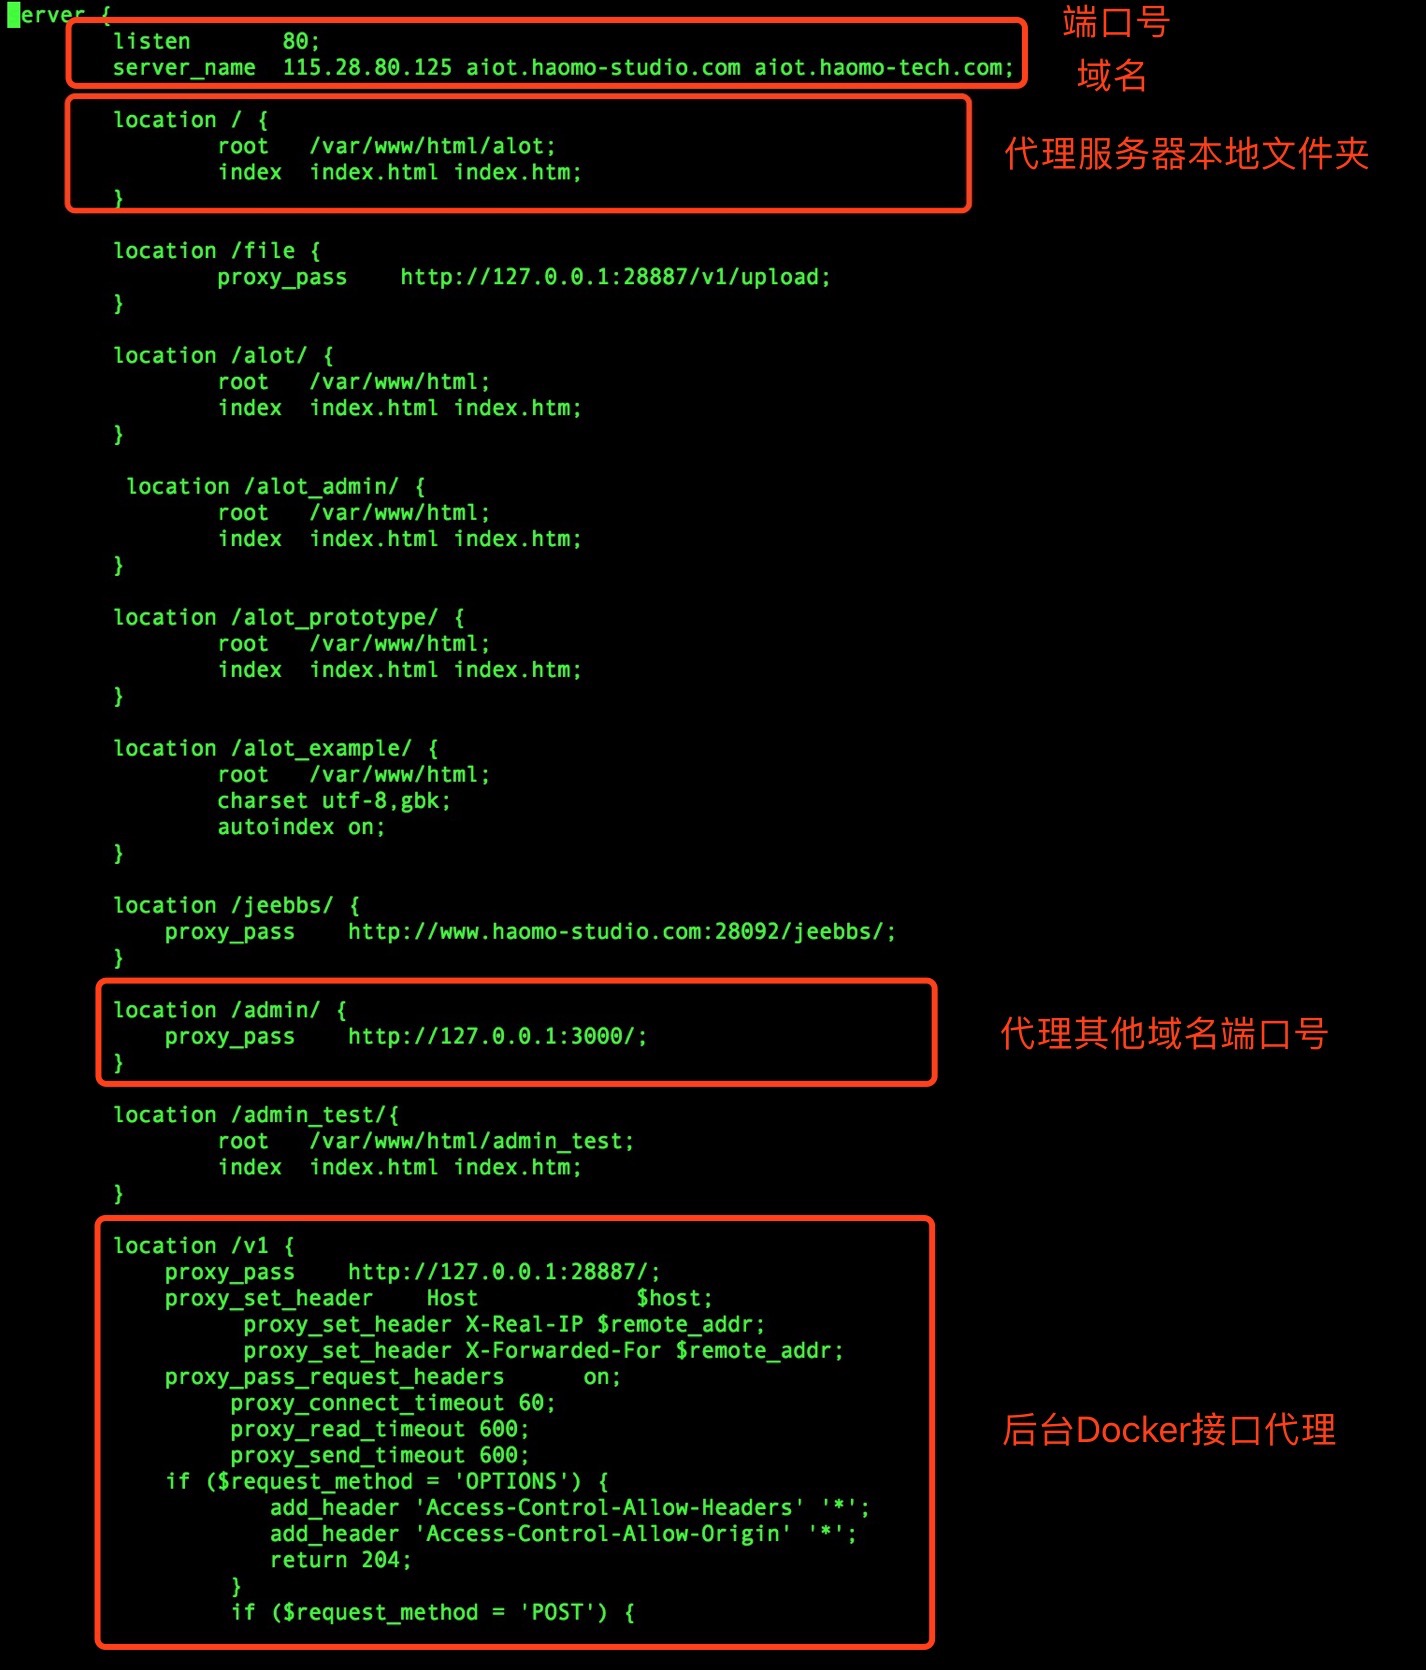 erver {
listen 80;
端口号
server_name 115.28.80.125 aiot.haomo-studio.com aiot.haomo-tech.com;
域名
location / {
root /var/www/html/alot;
代理服务器本地文件夹
index index.html index.htm;
}
location /file {
proxy_pass http://127.0.0.1:28887/v1/upload;
}
location /alot/ {
root /var/www/html;
index index.html index.htm;
}
location /alot_admin/ {
root /var/www/html;
index index.html index.htm;
}
location /alot_prototype/ {
root /var/www/html;
index index.html index.htm;
}
location /alot_example/ {
root /var/www/html;
charset utf-8,gbk;
autoindex on;
}
location /jeebbs/ {
proxy_pass http://www.haomo-studio.com:28092/jeebbs/;
}
location /admin/ {
proxy_pass http://127.0.0.1:3000/;
代理其他域名端口号
}
location /admin_test/{
root /var/www/html/admin_test;
index index.html index.htm;
}
location /v1 {
proxy_pass http://127.0.0.1:28887/;
proxy_set_header Host $host;
proxy_set_header X-Real-IP $remote_addr;
proxy_set_header X-Forwarded-For $remote_addr;
proxy_pass_request_headers on;
proxy_connect_timeout 60;
proxy_read_timeout 600;
后台Docker接口代理
proxy_send_timeout 600;
if ($request_method = 'OPTIONS') {
add_header 'Access-Control-Allow-Headers' '*';
add_header 'Access-Control-Allow-Origin' '*';
return 204;
}
if ($request_method = 'POST') {